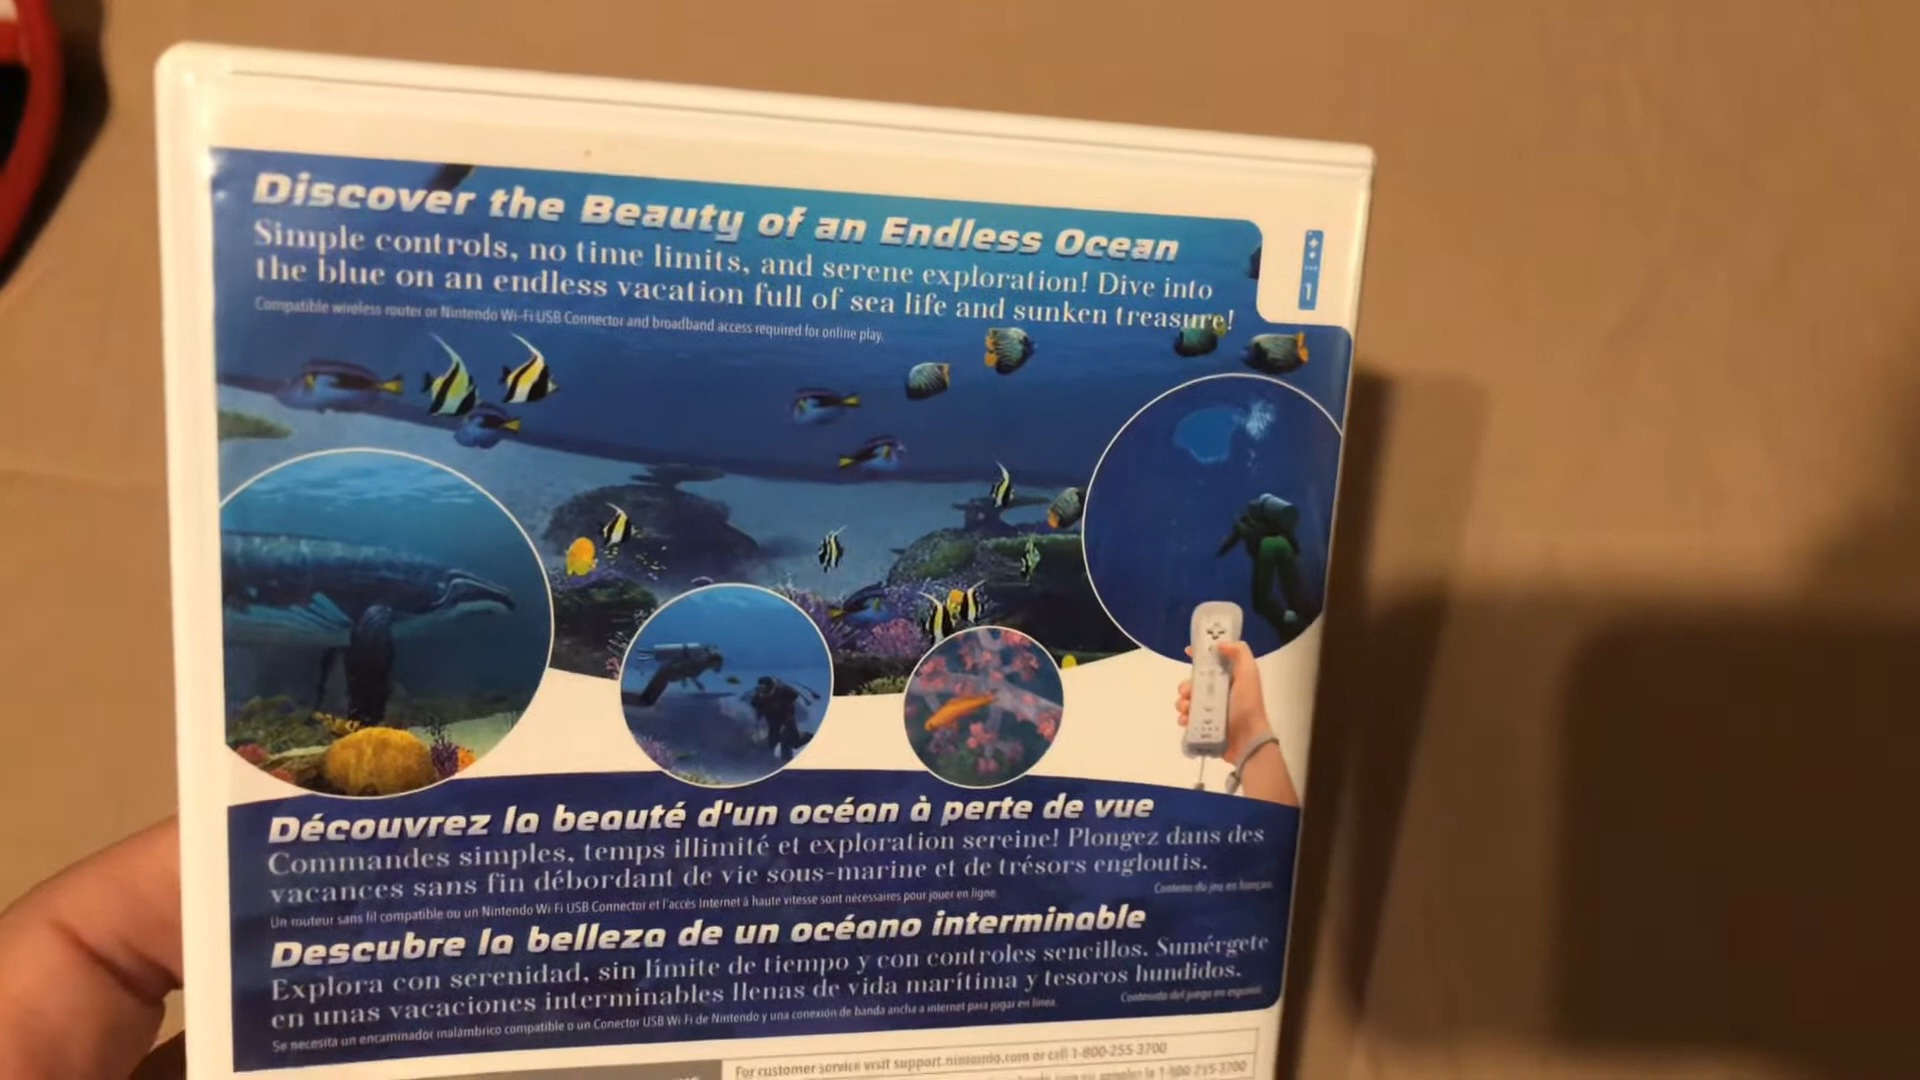 Discover the Beauty of an Endless Ocean
Simple controls, no time limits, and serene exploration! Dive into
the blue on an endless vacation full of sea life and sunken treasure!
Compatible wireless router or Nintendo Wi-Fi USB Connector and broadband access required for online play.
1
Découvrez la beauté d'un océan à perte de vue
Commandes simples, temps illimité et exploration sereine! Plongez dans des
vacances sans fin débordant de vie sous-marine et de trésors engloutis.
Contenu du jeu en français
Un routeur sans fil compatible ou un Nintendo Wi-Fi USB Connector et l'accès Internet à haute vitesse sont nécessaires pour jouer en ligne.
Descubre la belleza de un océano interminable
Explora con serenidad, sin límite de tiempo y con controles sencillos. Sumérgete
en unas vacaciones interminables llenas de vida marítima y tesoros hundidos.
Contenido del juego en español
Se necesita un encaminador inalámbrico compatible o un Conector USB Wi-Fi de Nintendo y una conexión de banda ancha a internet para jugar en línea.
For customer service visit support.nintendo.com or call 1-800-255-3700
1-800-255-3700